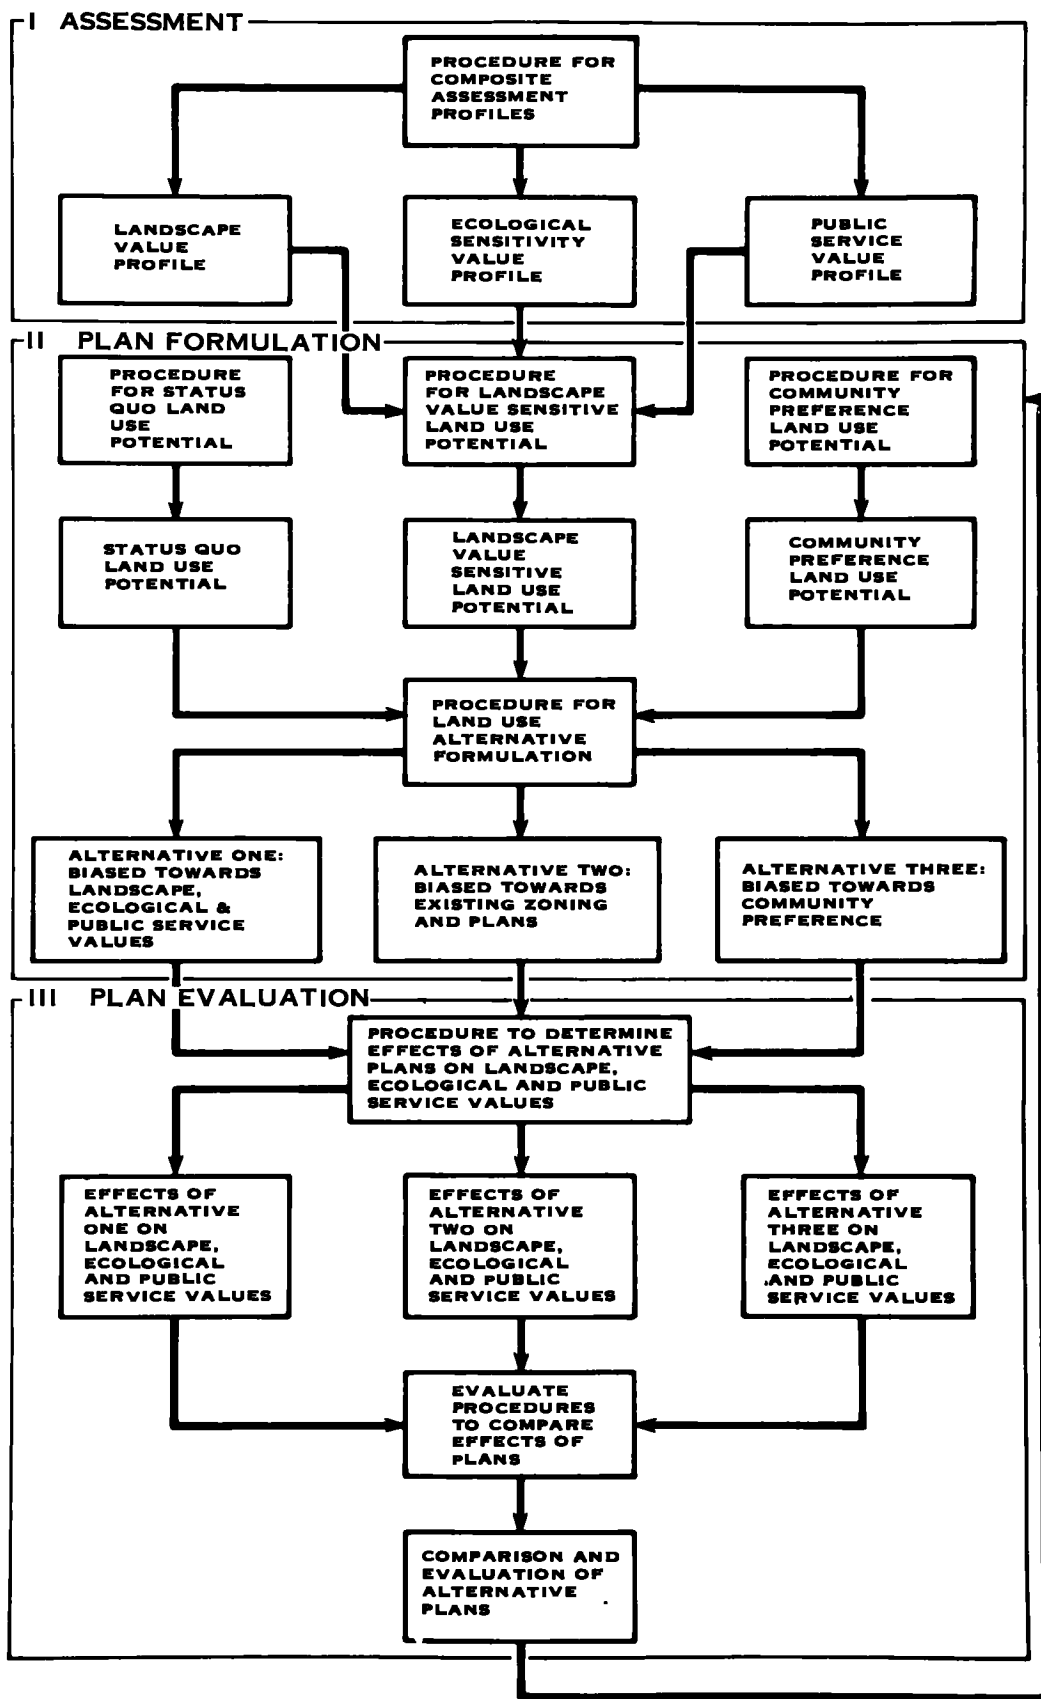 I ASSESSMENT
PROCEDURE FOR
COMPOSITE
ASSESSMENT
PROFILES
LANDSCAPE
VALUE
PROFILE
ECOLOGICAL
SENSITIVITY
VALUE
PROFILE
PUBLIC
SERVICE
VALUE
PROFILE
II PLAN FORMULATION
PROCEDURE
FOR STATUS
QUO LAND
USE
POTENTIAL
PROCEDURE
FOR LANDSCAPE
VALUE SENSITIVE
LAND USE
POTENTIAL
PROCEDURE FOR
COMMUNITY
PREFERENCE
LAND USE
POTENTIAL
STATUS QUO
LAND USE
POTENTIAL
LANDSCAPE
VALUE
SENSITIVE
LAND USE
POTENTIAL
COMMUNITY
PREFERENCE
LAND USE
POTENTIAL
PROCEDURE FOR
LAND USE
ALTERNATIVE
FORMULATION
ALTERNATIVE ONE:
BIASED TOWARDS
LANDSCAPE,
ECOLOGICAL &
PUBLIC SERVICE
VALUES
ALTERNATIVE TWO:
BIASED TOWARDS
EXISTING ZONING
AND PLANS
ALTERNATIVE THREE:
BIASED TOWARDS
COMMUNITY
PREFERENCE
III PLAN EVALUATION
PROCEDURE TO DETERMINE
EFFECTS OF ALTERNATIVE
PLANS ON LANDSCAPE,
ECOLOGICAL AND PUBLIC
SERVICE VALUES
EFFECTS OF
ALTERNATIVE
ONE ON
LANDSCAPE,
ECOLOGICAL
AND PUBLIC
SERVICE VALUES
EFFECTS OF
ALTERNATIVE
TWO ON
LANDSCAPE,
ECOLOGICAL
AND PUBLIC
SERVICE VALUES
EFFECTS OF
ALTERNATIVE
THREE ON
LANDSCAPE,
ECOLOGICAL
AND PUBLIC
SERVICE VALUES
EVALUATE
PROCEDURES
TO COMPARE
EFFECTS OF
PLANS
COMPARISON AND
EVALUATION OF
ALTERNATIVE
PLANS